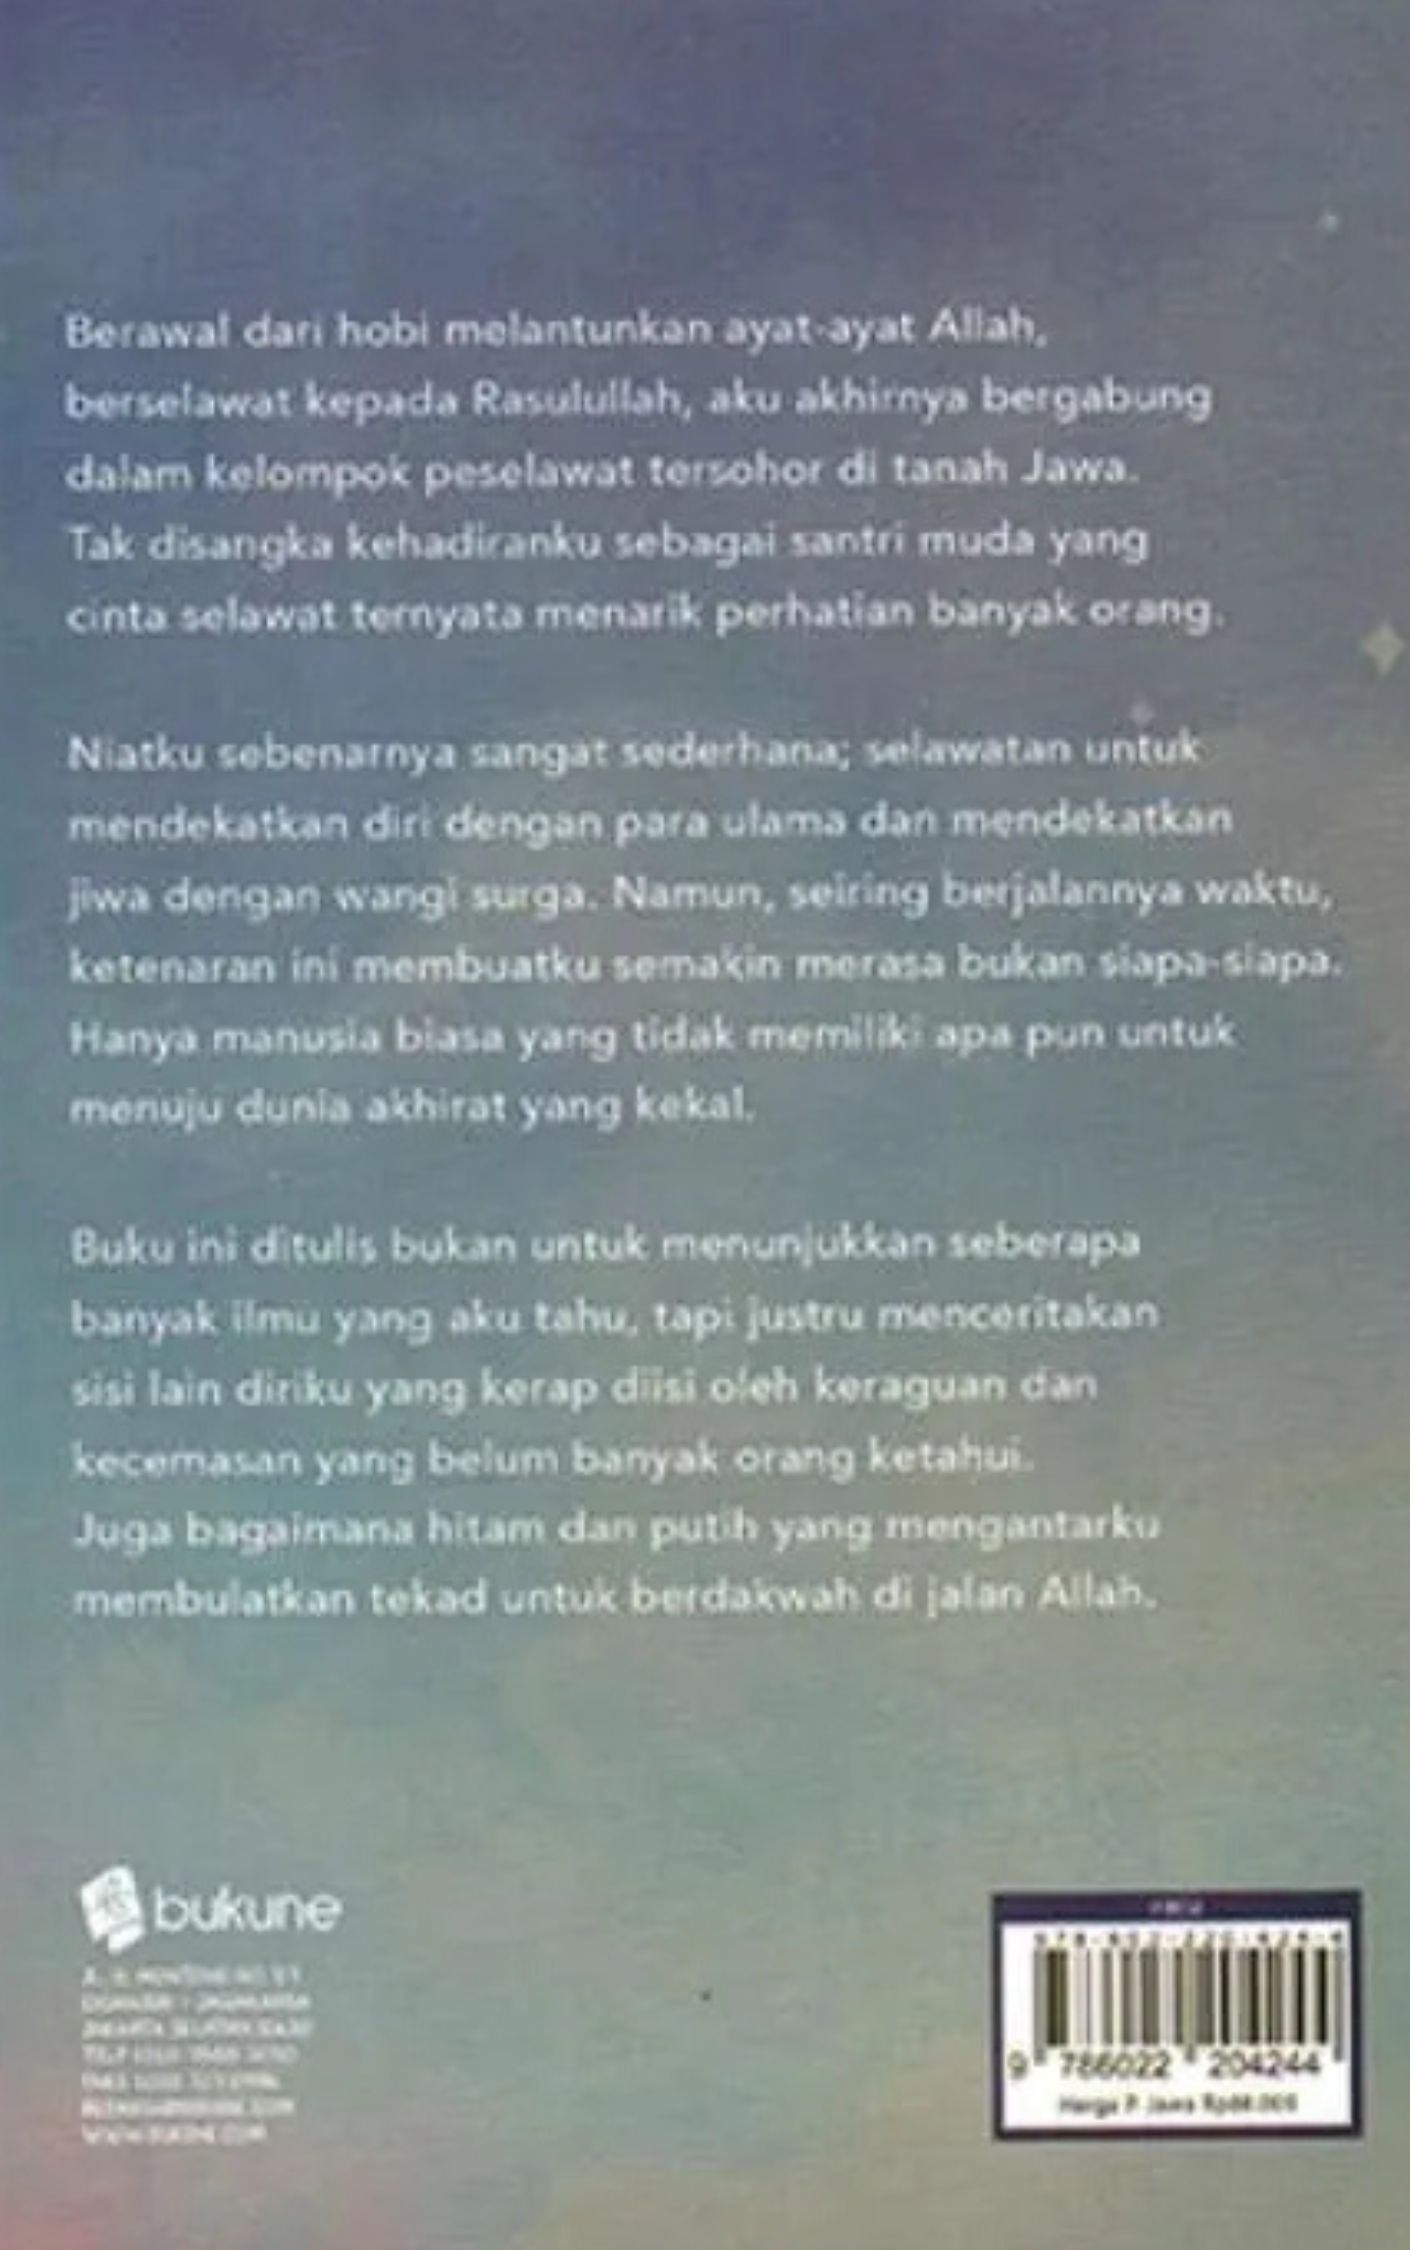 Berawal dari hobi melantunkan ayat-ayat Allah,
berselawat kepada Rasulullah, aku akhirnya bergabung
dalam kelompok peselawat tersohor di tanah Jawa.
Tak disangka kehadiranku sebagai santri muda yang
cinta selawat ternyata menarik perhatian banyak orang.
Niatku sebenarnya sangat sederhana; selawatan untuk
mendekatkan diri dengan para ulama dan mendekatkan
jiwa dengan wangi surga. Namun, seiring berjalannya waktu,
ketenaran ini membuatku semakin merasa bukan siapa-siapa.
Hanya manusia biasa yang tidak memiliki apa pun untuk
menuju dunia akhirat yang kekal.
Buku ini ditulis bukan untuk menunjukkan seberapa
banyak ilmu yang aku tahu, tapi justru menceritakan
sisi lain diriku yang kerap diisi oleh keraguan dan
kecemasan yang belum banyak orang ketahui.
Juga bagaimana hitam dan putih yang mengantarku
membulatkan tekad untuk berdakwah di jalan Allah.
bukune
JAKARTA SELATAN
WWW.BUKUNE.COM
9 786022 204244
Harga P. Jawa